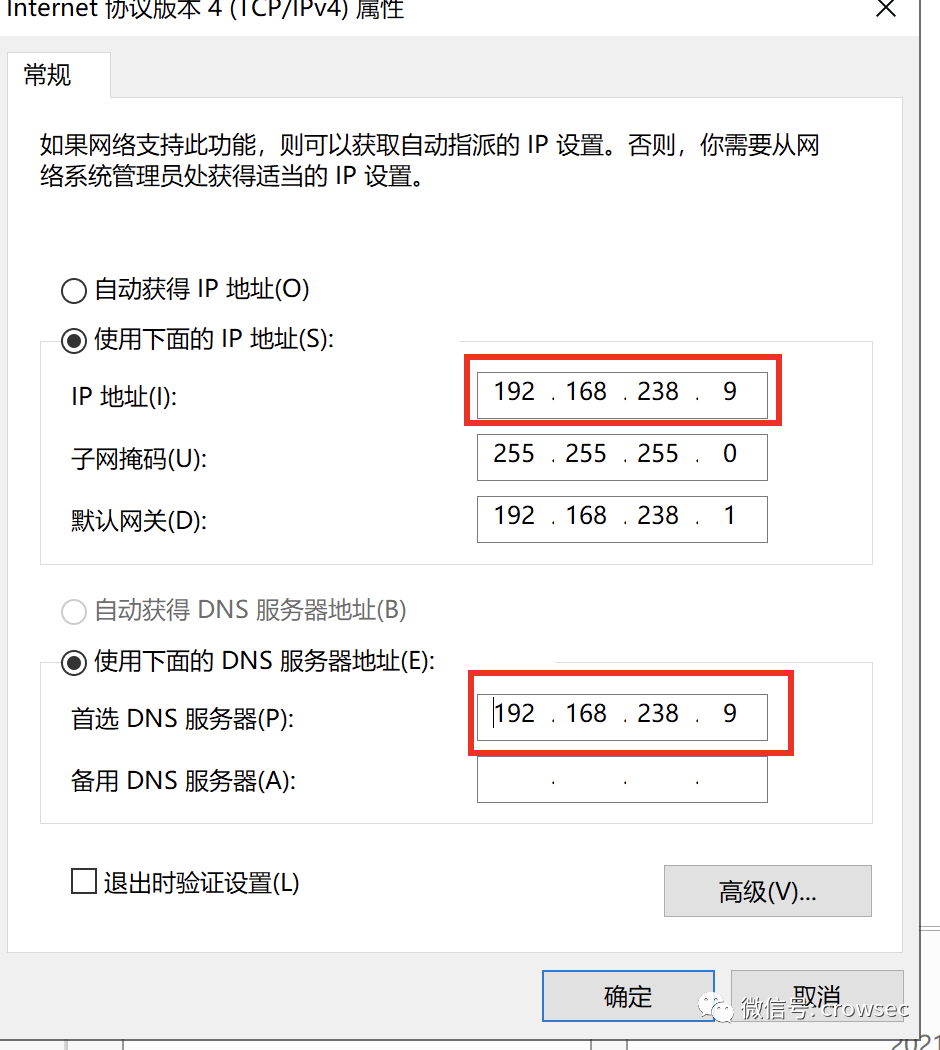 Internet 协议版本 4 (TCP/IPv4) 属性
常规
如果网络支持此功能，则可以获取自动指派的 IP 设置。否则，你需要从网
络系统管理员处获得适当的 IP 设置。
自动获得 IP 地址(O)
使用下面的 IP 地址(S):
IP 地址(I): 192 . 168 . 238 . 9
子网掩码(U): 255 . 255 . 255 . 0
默认网关(D): 192 . 168 . 238 . 1
自动获得 DNS 服务器地址(B)
使用下面的 DNS 服务器地址(E):
首选 DNS 服务器(P): 192 . 168 . 238 . 9
备用 DNS 服务器(A): . . .
退出时验证设置(L)
高级(V)...
确定 取消
微信号: crowsec
2021